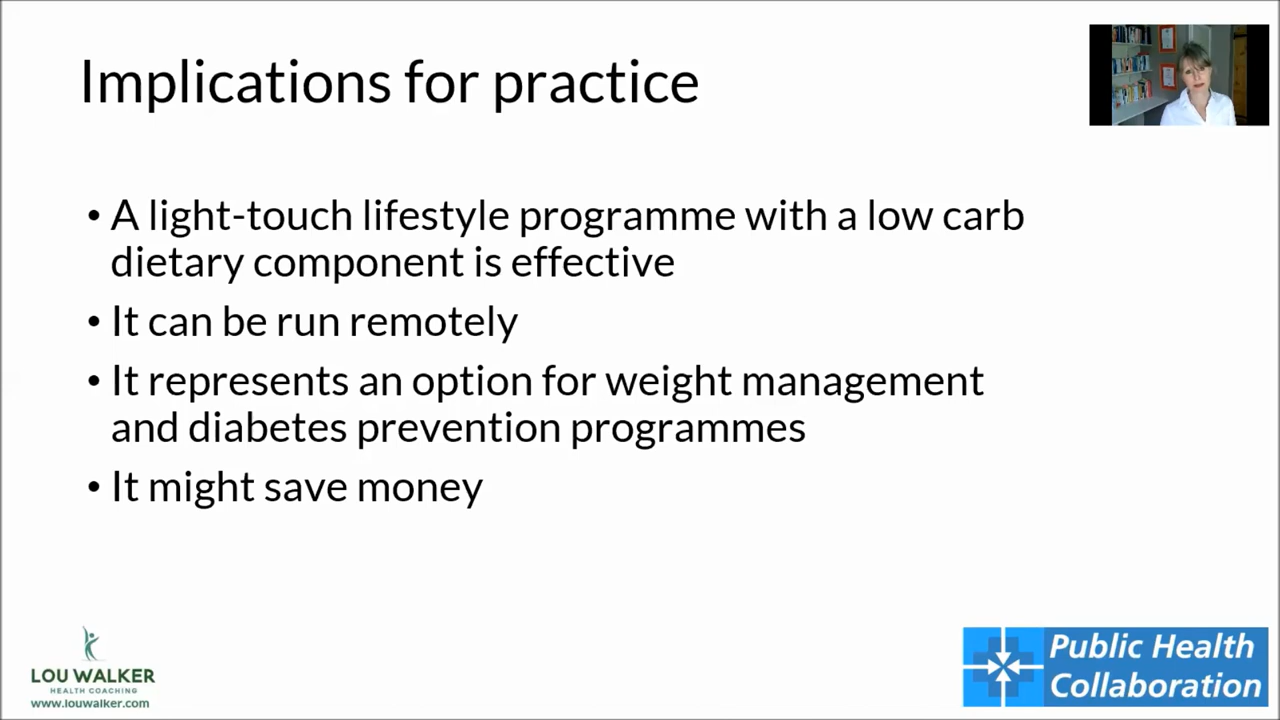 Implications for practice
• A light-touch lifestyle programme with a low carb
dietary component is effective
• It can be run remotely
• It represents an option for weight management
and diabetes prevention programmes
• It might save money
LOU WALKER
HEALTH COACHING
www.louwalker.com
Public Health
Collaboration